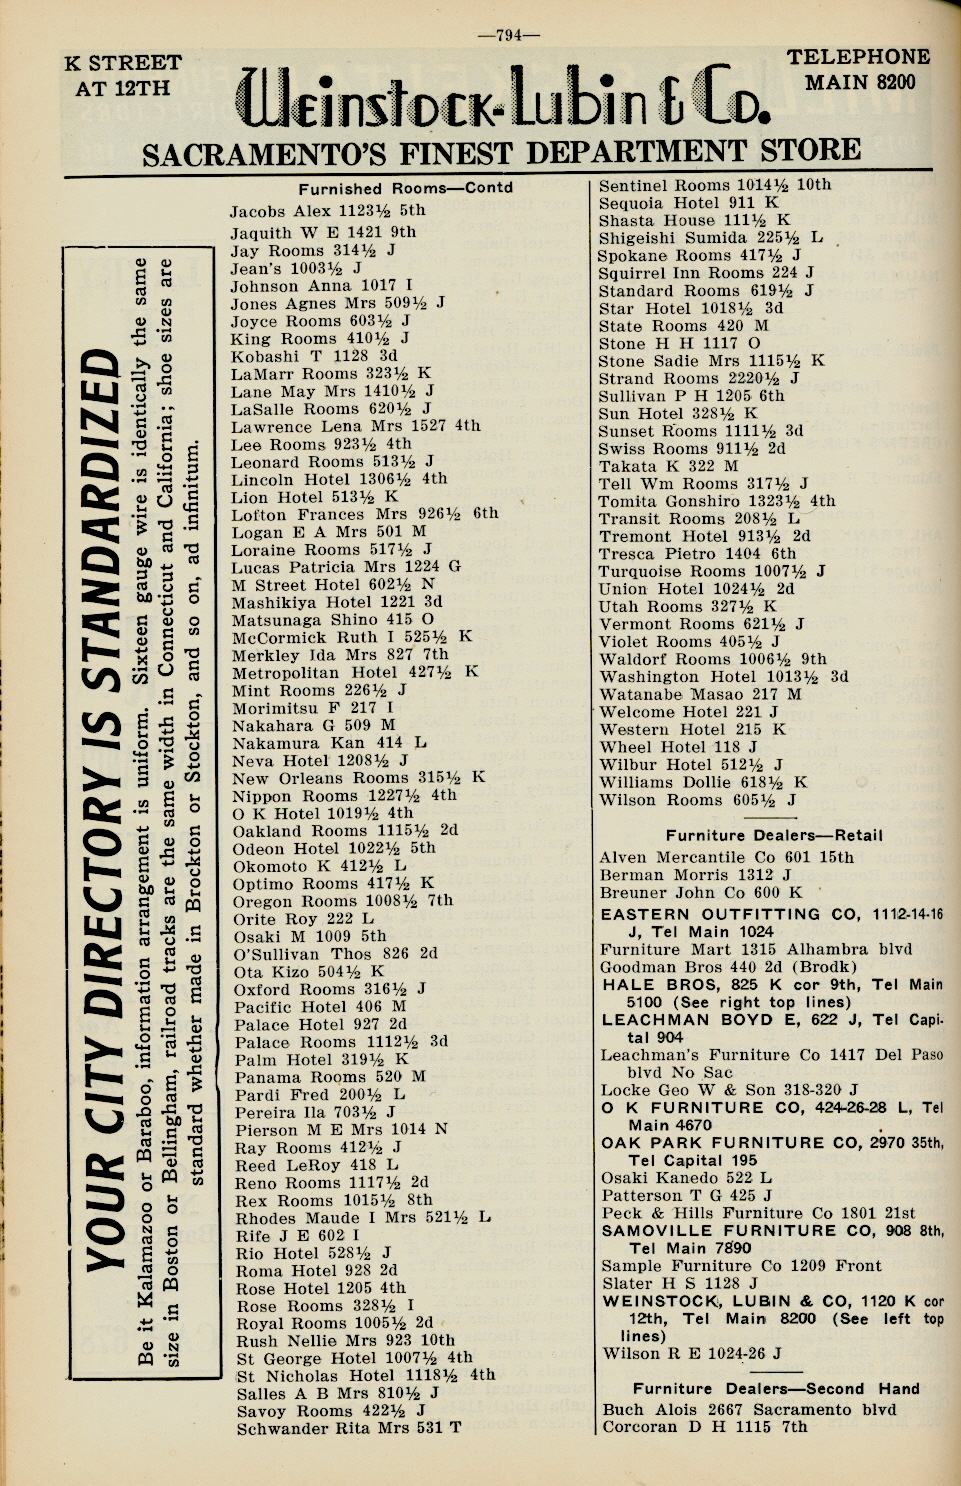 —794—
K STREET
AT 12TH
Weinstock-Lubin & Co.
TELEPHONE
MAIN 8200
SACRAMENTO'S FINEST DEPARTMENT STORE
YOUR CITY DIRECTORY IS STANDARDIZED
Be it Kalamazoo or Baraboo, information arrangement is uniform. Sixteen gauge wire is identically the same
size in Boston or Bellingham, railroad tracks are the same width in Connecticut and California; shoe sizes are
standard whether made in Brockton or Stockton, and so on, ad infinitum.
Furnished Rooms—Contd
Jacobs Alex 1123½ 5th
Jaquith W E 1421 9th
Jay Rooms 314½ J
Jean's 1003½ J
Johnson Anna 1017 I
Jones Agnes Mrs 509½ J
Joyce Rooms 603½ J
King Rooms 410½ J
Kobashi T 1128 3d
LaMarr Rooms 323½ K
Lane May Mrs 1410½ J
LaSalle Rooms 620½ J
Lawrence Lena Mrs 1527 4th
Lee Rooms 923½ 4th
Leonard Rooms 513½ J
Lincoln Hotel 1306½ 4th
Lion Hotel 513½ K
Lofton Frances Mrs 926½ 6th
Logan E A Mrs 501 M
Loraine Rooms 517½ J
Lucas Patricia Mrs 1224 G
M Street Hotel 602½ N
Mashikiya Hotel 1221 3d
Matsunaga Shino 415 O
McCormick Ruth I 525½ K
Merkley Ida Mrs 827 7th
Metropolitan Hotel 427½ K
Mint Rooms 226½ J
Morimitsu F 217 I
Nakahara G 509 M
Nakamura Kan 414 L
Neva Hotel 1208½ J
New Orleans Rooms 315½ K
Nippon Rooms 1227½ 4th
O K Hotel 1019½ 4th
Oakland Rooms 1115½ 2d
Odeon Hotel 1022½ 5th
Okomoto K 412½ L
Optimo Rooms 417½ K
Oregon Rooms 1008½ 7th
Orite Roy 222 L
Osaki M 1009 5th
O'Sullivan Thos 826 2d
Ota Kizo 504½ K
Oxford Rooms 316½ J
Pacific Hotel 406 M
Palace Hotel 927 2d
Palace Rooms 1112½ 3d
Palm Hotel 319½ K
Panama Rooms 520 M
Pardi Fred 200½ L
Pereira Ila 703½ J
Pierson M E Mrs 1014 N
Ray Rooms 412½ J
Reed LeRoy 418 L
Reno Rooms 1117½ 2d
Rex Rooms 1015½ 8th
Rhodes Maude I Mrs 521½ L
Rife J E 602 I
Rio Hotel 528½ J
Roma Hotel 928 2d
Rose Hotel 1205 4th
Rose Rooms 328½ I
Royal Rooms 1005½ 2d
Rush Nellie Mrs 923 10th
St George Hotel 1007½ 4th
St Nicholas Hotel 1118½ 4th
Salles A B Mrs 810½ J
Savoy Rooms 422½ J
Schwander Rita Mrs 531 T
Sentinel Rooms 1014½ 10th
Sequoia Hotel 911 K
Shasta House 111½ K
Shigeishi Sumida 225½ L
Spokane Rooms 417½ J
Squirrel Inn Rooms 224 J
Standard Rooms 619½ J
Star Hotel 1018½ 3d
State Rooms 420 M
Stone H H 1117 O
Stone Sadie Mrs 1115½ K
Strand Rooms 2220½ J
Sullivan P H 1205 6th
Sun Hotel 328½ K
Sunset Rooms 1111½ 3d
Swiss Rooms 911½ 2d
Takata K 322 M
Tell Wm Rooms 317½ J
Tomita Gonshiro 1323½ 4th
Transit Rooms 208½ L
Tremont Hotel 913½ 2d
Tresca Pietro 1404 6th
Turquoise Rooms 1007½ J
Union Hotel 1024½ 2d
Utah Rooms 327½ K
Vermont Rooms 621½ J
Violet Rooms 405½ J
Waldorf Rooms 1006½ 9th
Washington Hotel 1013½ 3d
Watanabe Masao 217 M
Welcome Hotel 221 J
Western Hotel 215 K
Wheel Hotel 118 J
Wilbur Hotel 512½ J
Williams Dollie 618½ K
Wilson Rooms 605½ J
Furniture Dealers—Retail
Alven Mercantile Co 601 15th
Berman Morris 1312 J
Breuner John Co 600 K
EASTERN OUTFITTING CO, 1112-14-16
J, Tel Main 1024
Furniture Mart 1315 Alhambra blvd
Goodman Bros 440 2d (Brodk)
HALE BROS, 825 K cor 9th, Tel Main
5100 (See right top lines)
LEACHMAN BOYD E, 622 J, Tel Capi-
tal 904
Leachman's Furniture Co 1417 Del Paso
blvd No Sac
Locke Geo W & Son 318-320 J
O K FURNITURE CO, 424-26-28 L, Tel
Main 4670
OAK PARK FURNITURE CO, 2970 35th,
Tel Capital 195
Osaki Kanedo 522 L
Patterson T G 425 J
Peck & Hills Furniture Co 1801 21st
SAMOVILLE FURNITURE CO, 908 8th,
Tel Main 7890
Sample Furniture Co 1209 Front
Slater H S 1128 J
WEINSTOCK, LUBIN & CO, 1120 K cor
12th, Tel Main 8200 (See left top
lines)
Wilson R E 1024-26 J
Furniture Dealers—Second Hand
Buch Alois 2667 Sacramento blvd
Corcoran D H 1115 7th